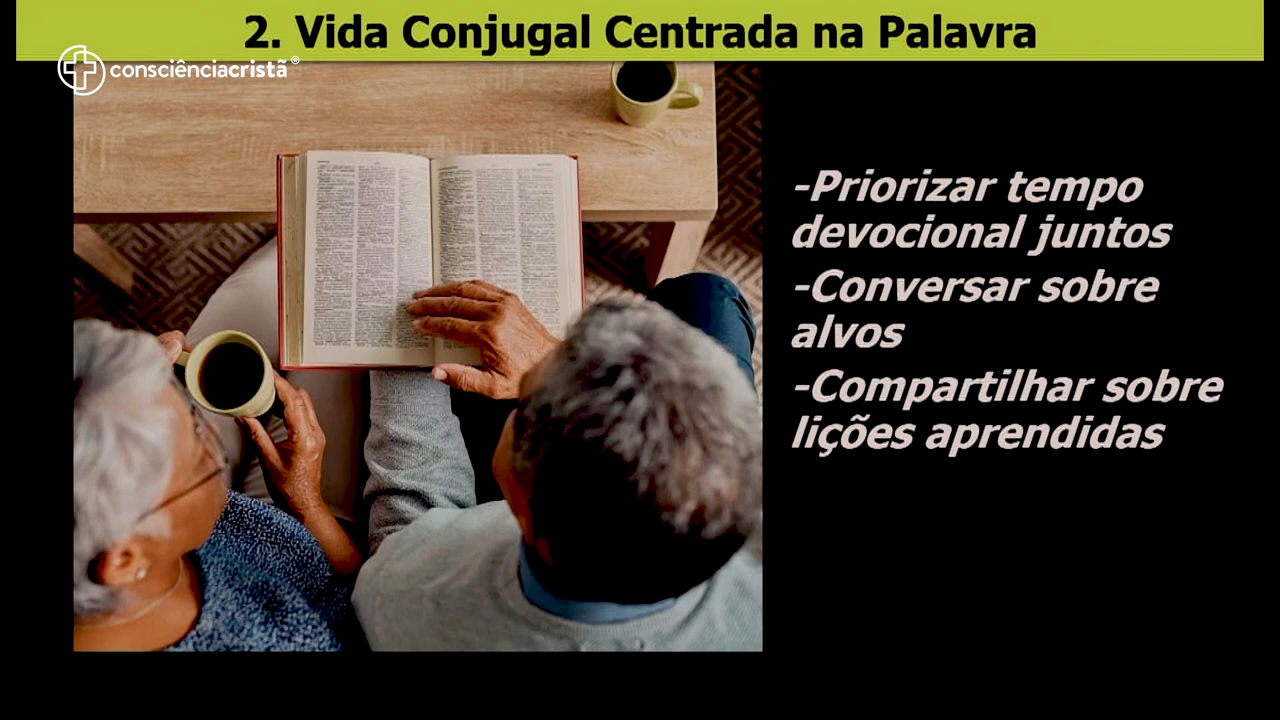 2. Vida Conjugal Centrada na Palavra
consciênciacristã®
-Priorizar tempo
devocional juntos
-Conversar sobre
alvos
-Compartilhar sobre
lições aprendidas